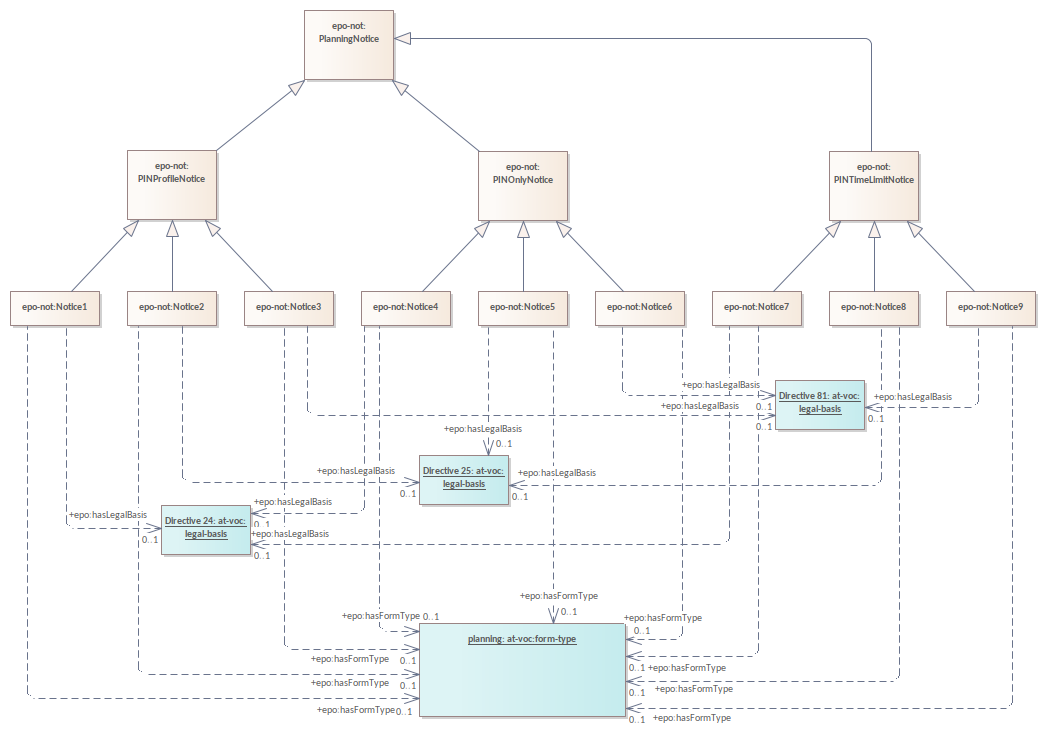 epo-not:
PlanningNotice
epo-not:
PINProfileNotice
epo-not:
PINOnlyNotice
epo-not:
PINTimeLimitNotice
epo-not:Notice1
epo-not:Notice2
epo-not:Notice3
epo-not:Notice4
epo-not:Notice5
epo-not:Notice6
epo-not:Notice7
epo-not:Notice8
epo-not:Notice9
+epo:hasLegalBasis
0..1
+epo:hasLegalBasis
0..1
Directive 81: at-voc:
legal-basis
+epo:hasLegalBasis
0..1
+epo:hasLegalBasis
0..1
+epo:hasLegalBasis
0..1
Directive 25: at-voc:
legal-basis
+epo:hasLegalBasis
0..1
+epo:hasLegalBasis
0..1
Directive 24: at-voc:
legal-basis
+epo:hasLegalBasis
0..1
+epo:hasLegalBasis
0..1
+epo:hasFormType
0..1
+epo:hasFormType 0..1
+epo:hasFormType
0..1
planning: at-voc:form-type
+epo:hasFormType
0..1
0..1 +epo:hasFormType
+epo:hasFormType
0..1
0..1 +epo:hasFormType
+epo:hasFormType
0..1
0..1 +epo:hasFormType